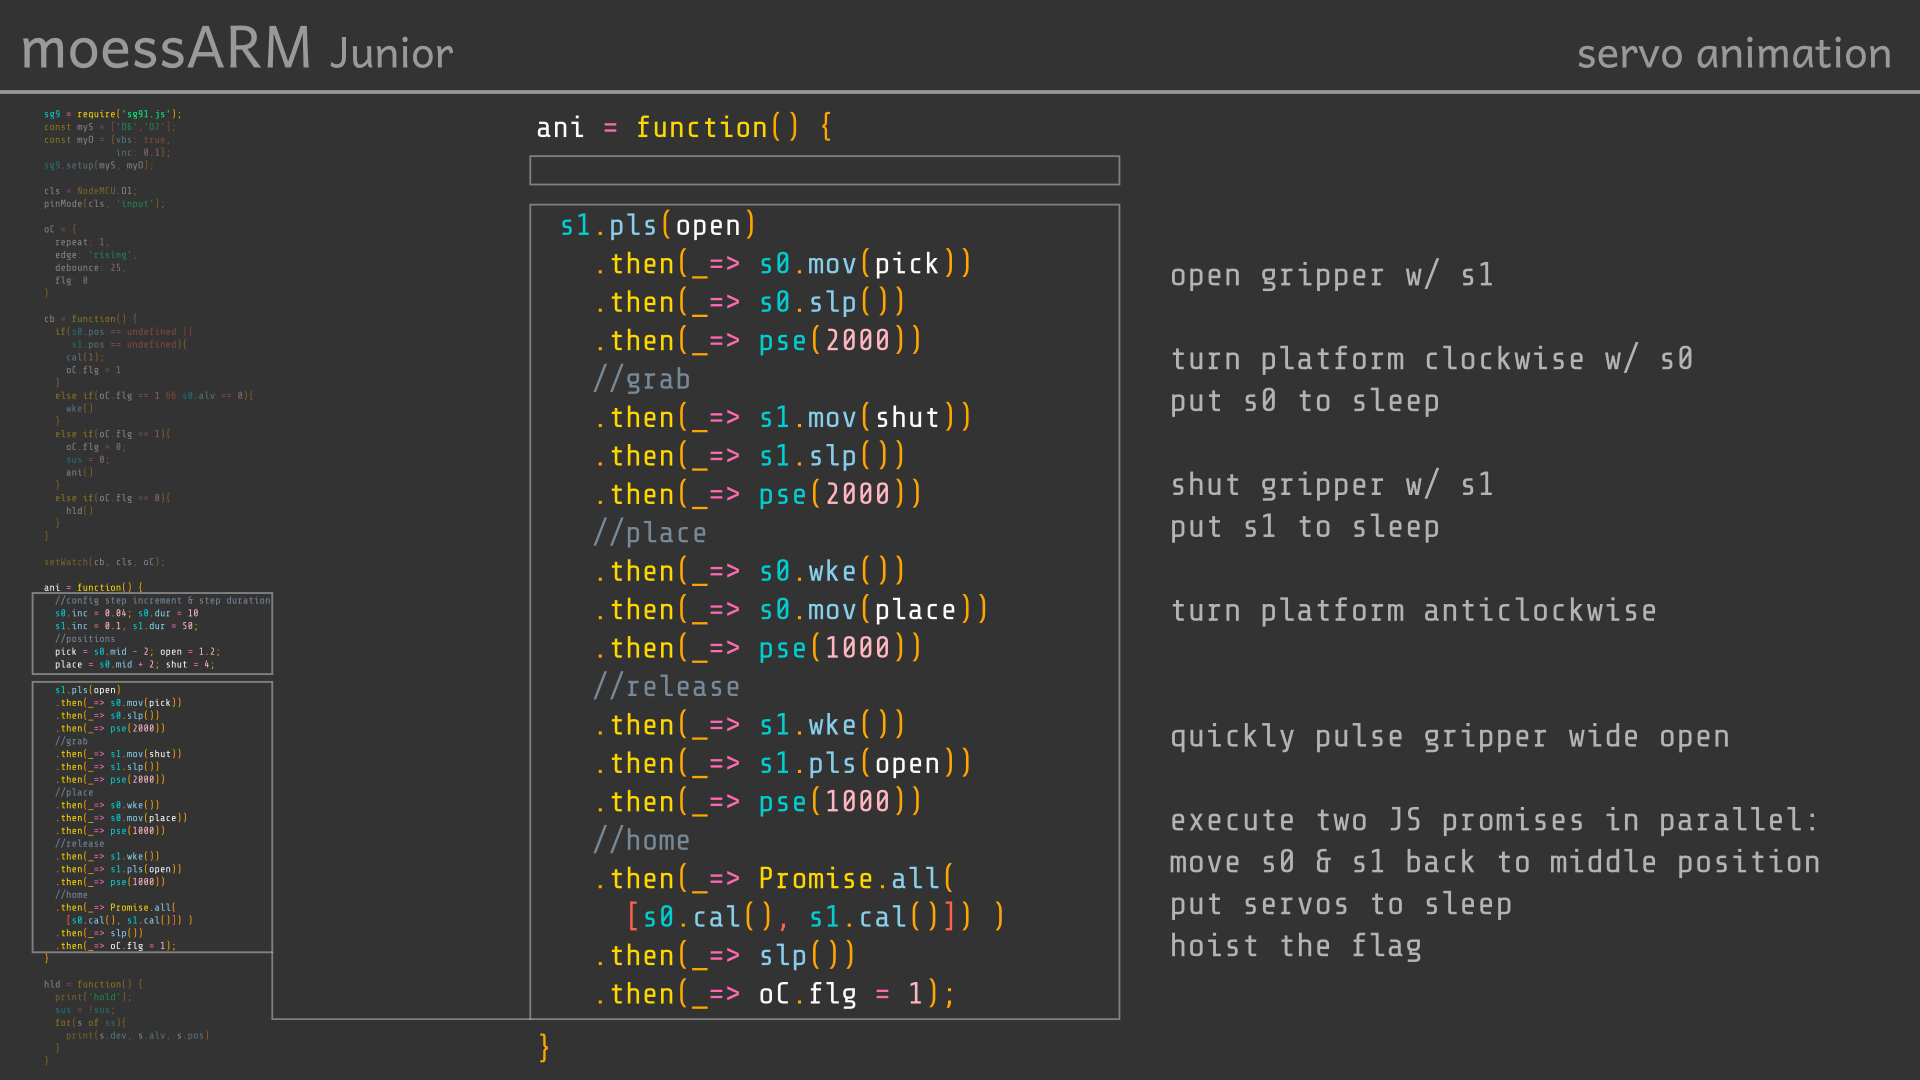 moessARM Junior
servo animation
sg9 = require('sg91.js');
const myS = ['D6','D7'];
const myO = {vbs: true,
inc: 0.1};
sg9.setup(myS, myO);
cls = NodeMCU.D1;
pinMode(cls, 'input');
oC = {
repeat: 1,
edge: 'rising',
debounce: 25,
flg: 0
}
cb = function() {
if(s0.pos == undefined ||
s1.pos == undefined){
cal(1);
oC.flg = 1
}
else if(oC.flg == 1 && s0.alv == 0){
wke()
}
else if(oC.flg == 1){
oC.flg = 0;
sus = 0;
ani()
}
else if(oC.flg == 0){
hld()
}
}
setWatch(cb, cls, oC);
ani = function() {
//config step increment & step duration
s0.inc = 0.04; s0.dur = 10
s1.inc = 0.1, s1.dur = 50;
//positions
pick = s0.mid - 2; open = 1.2;
place = s0.mid + 2; shut = 4;
s1.pls(open)
.then(_=> s0.mov(pick))
.then(_=> s0.slp())
.then(_=> pse(2000))
//grab
.then(_=> s1.mov(shut))
.then(_=> s1.slp())
.then(_=> pse(2000))
//place
.then(_=> s0.wke())
.then(_=> s0.mov(place))
.then(_=> pse(1000))
//release
.then(_=> s1.wke())
.then(_=> s1.pls(open))
.then(_=> pse(1000))
//home
.then(_=> Promise.all(
[s0.cal(), s1.cal()]) )
.then(_=> slp())
.then(_=> oC.flg = 1);
}
hld = function() {
print('hold');
sus = !sus;
for(s of ss){
print(s.dev, s.alv, s.pos)
}
}
ani = function() {
s1.pls(open)
.then(_=> s0.mov(pick))
.then(_=> s0.slp())
.then(_=> pse(2000))
//grab
.then(_=> s1.mov(shut))
.then(_=> s1.slp())
.then(_=> pse(2000))
//place
.then(_=> s0.wke())
.then(_=> s0.mov(place))
.then(_=> pse(1000))
//release
.then(_=> s1.wke())
.then(_=> s1.pls(open))
.then(_=> pse(1000))
//home
.then(_=> Promise.all(
[s0.cal(), s1.cal()]) )
.then(_=> slp())
.then(_=> oC.flg = 1);
}
open gripper w/ s1
turn platform clockwise w/ s0
put s0 to sleep
shut gripper w/ s1
put s1 to sleep
turn platform anticlockwise
quickly pulse gripper wide open
execute two JS promises in parallel:
move s0 & s1 back to middle position
put servos to sleep
hoist the flag